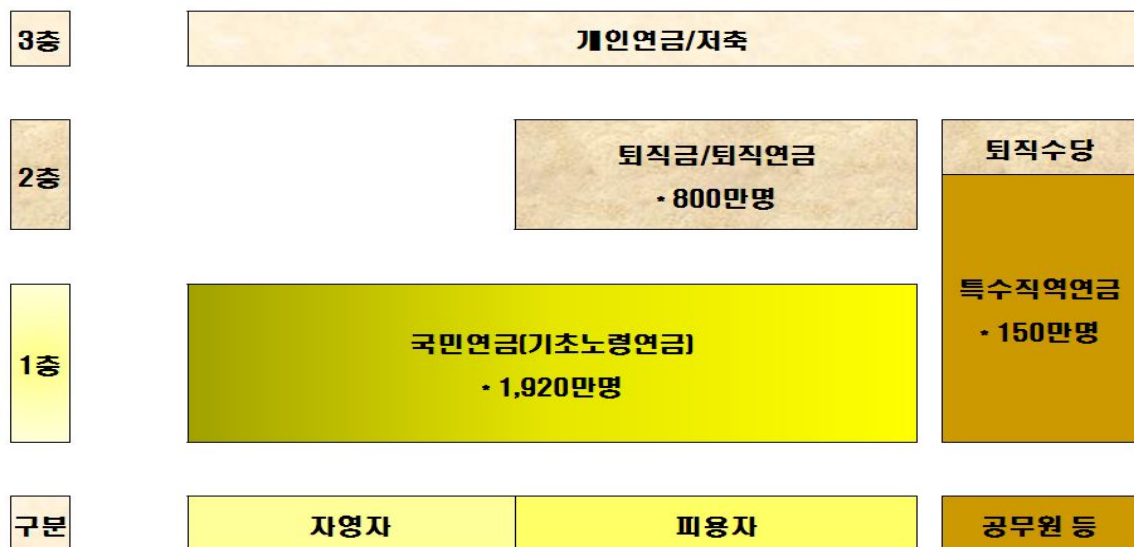 3층
개인연금/저축
2층
퇴직금/퇴직연금
* 800만명
퇴직수당
특수직역연금
* 150만명
1층
국민연금(기초노령연금)
* 1,920만명
구분
자영자
피용자
공무원 등